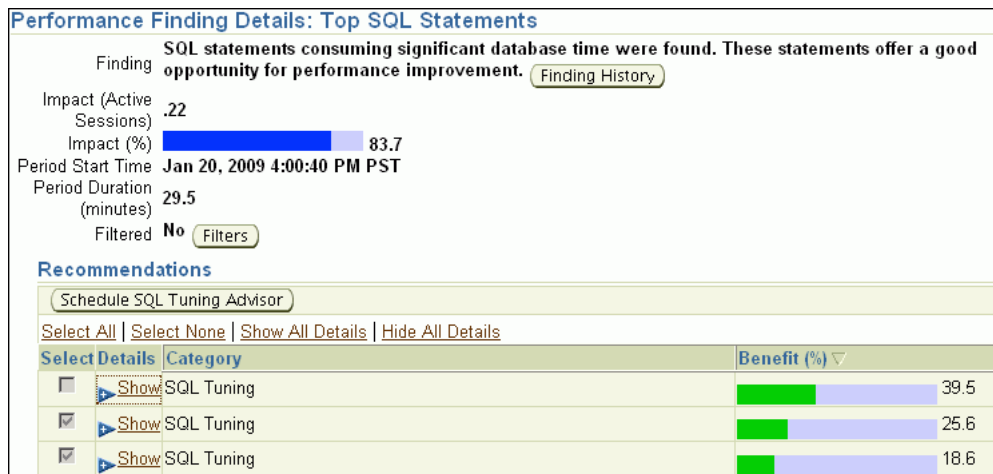 Performance Finding Details: Top SQL Statements
Finding SQL statements consuming significant database time were found. These statements offer a good
opportunity for performance improvement. Finding History
Impact (Active
Sessions) .22
Impact (%) 83.7
Period Start Time Jan 20, 2009 4:00:40 PM PST
Period Duration
(minutes) 29.5
Filtered No Filters
Recommendations
Schedule SQL Tuning Advisor
Select All | Select None | Show All Details | Hide All Details
Select Details Category Benefit (%)
Show SQL Tuning 39.5
Show SQL Tuning 25.6
Show SQL Tuning 18.6